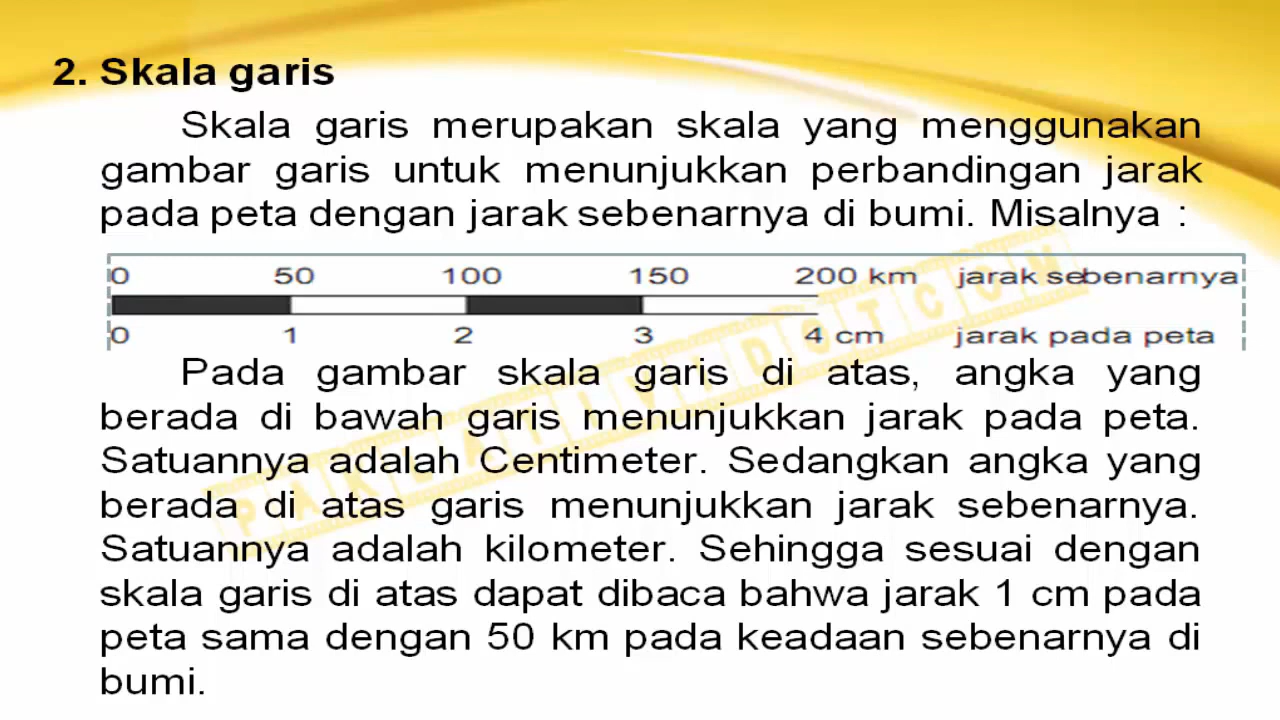 2. Skala garis
Skala garis merupakan skala yang menggunakan
gambar garis untuk menunjukkan perbandingan jarak
pada peta dengan jarak sebenarnya di bumi. Misalnya :
0 50 100 150 200 km jarak sebenarnya
0 1 2 3 4 cm jarak pada peta
Pada gambar skala garis di atas, angka yang
berada di bawah garis menunjukkan jarak pada peta.
Satuannya adalah Centimeter. Sedangkan angka yang
berada di atas garis menunjukkan jarak sebenarnya.
Satuannya adalah kilometer. Sehingga sesuai dengan
skala garis di atas dapat dibaca bahwa jarak 1 cm pada
peta sama dengan 50 km pada keadaan sebenarnya di
bumi.